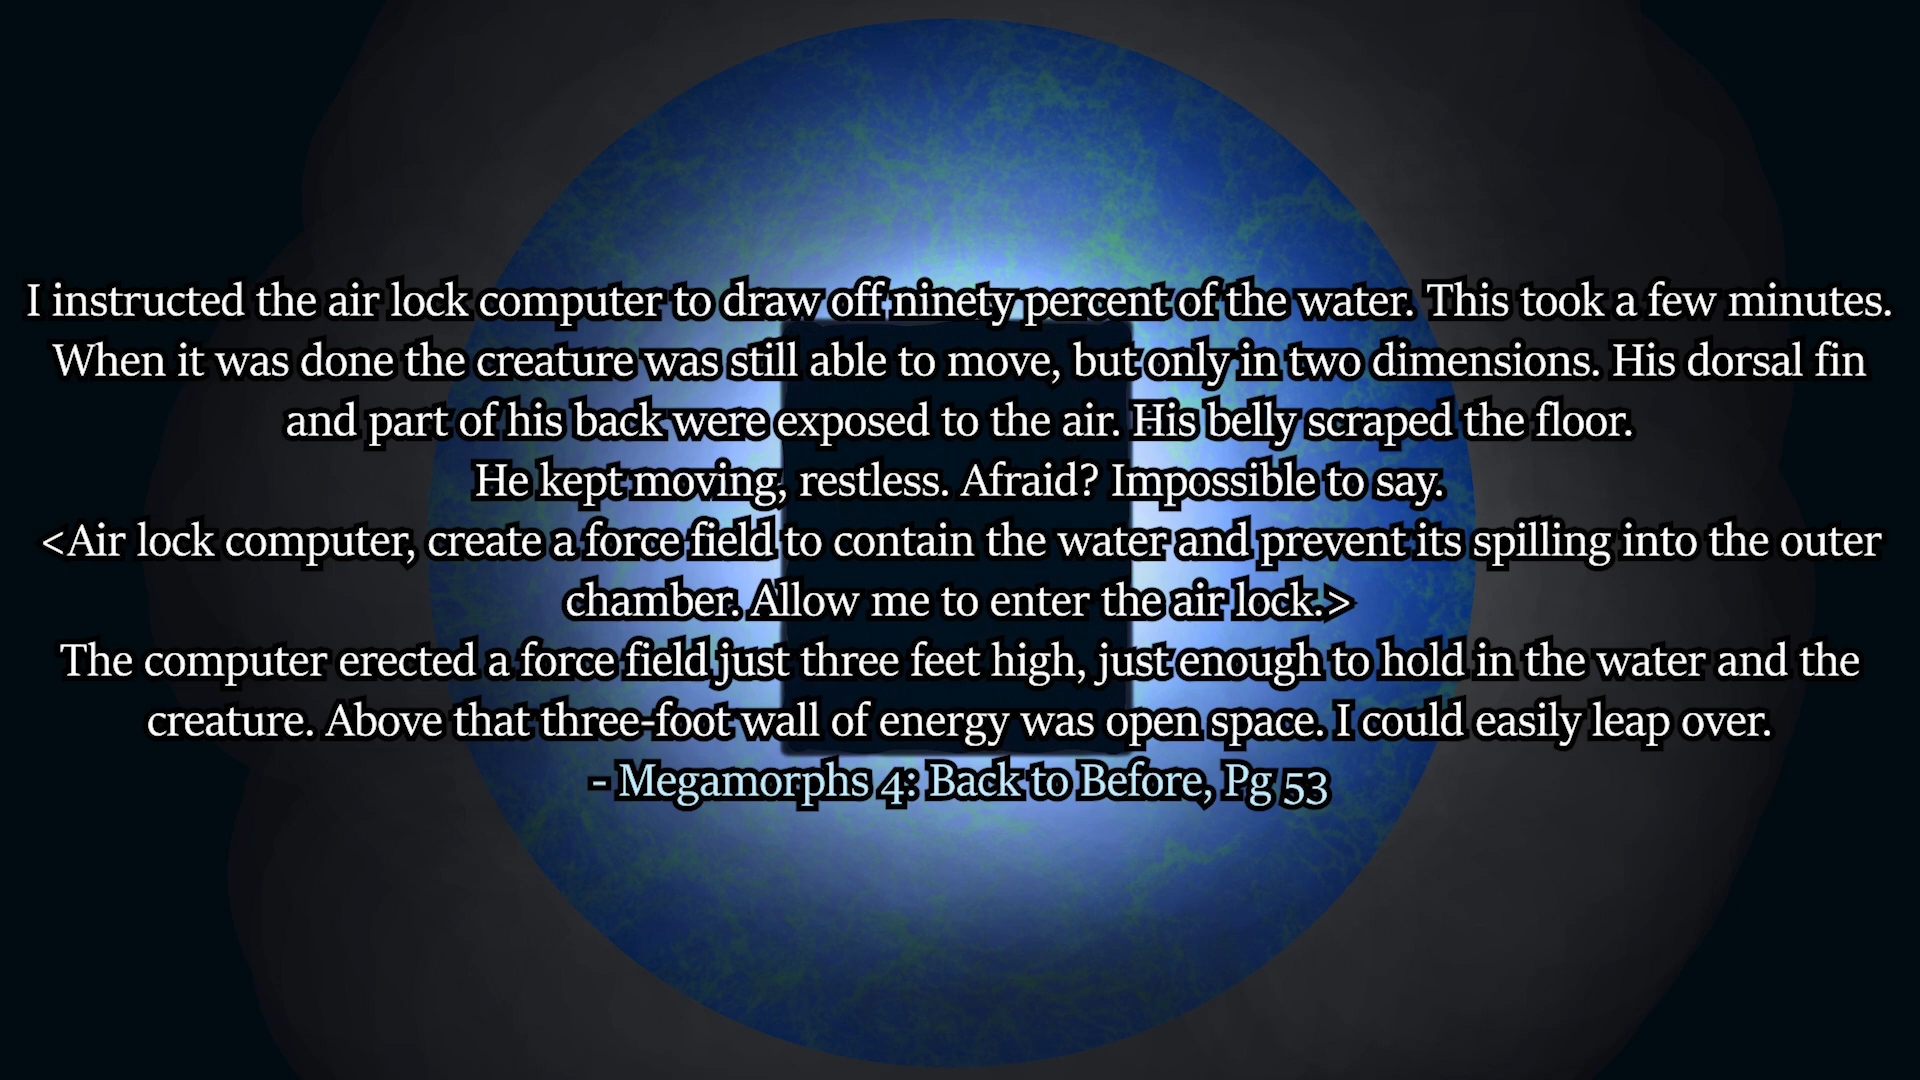 I instructed the air lock computer to draw off ninety percent of the water. This took a few minutes.
When it was done the creature was still able to move, but only in two dimensions. His dorsal fin
and part of his back were exposed to the air. His belly scraped the floor.
He kept moving, restless. Afraid? Impossible to say.
<Air lock computer, create a force field to contain the water and prevent its spilling into the outer
chamber. Allow me to enter the air lock.>
The computer erected a force field just three feet high, just enough to hold in the water and the
creature. Above that three-foot wall of energy was open space. I could easily leap over.
- Megamorphs 4: Back to Before, Pg 53